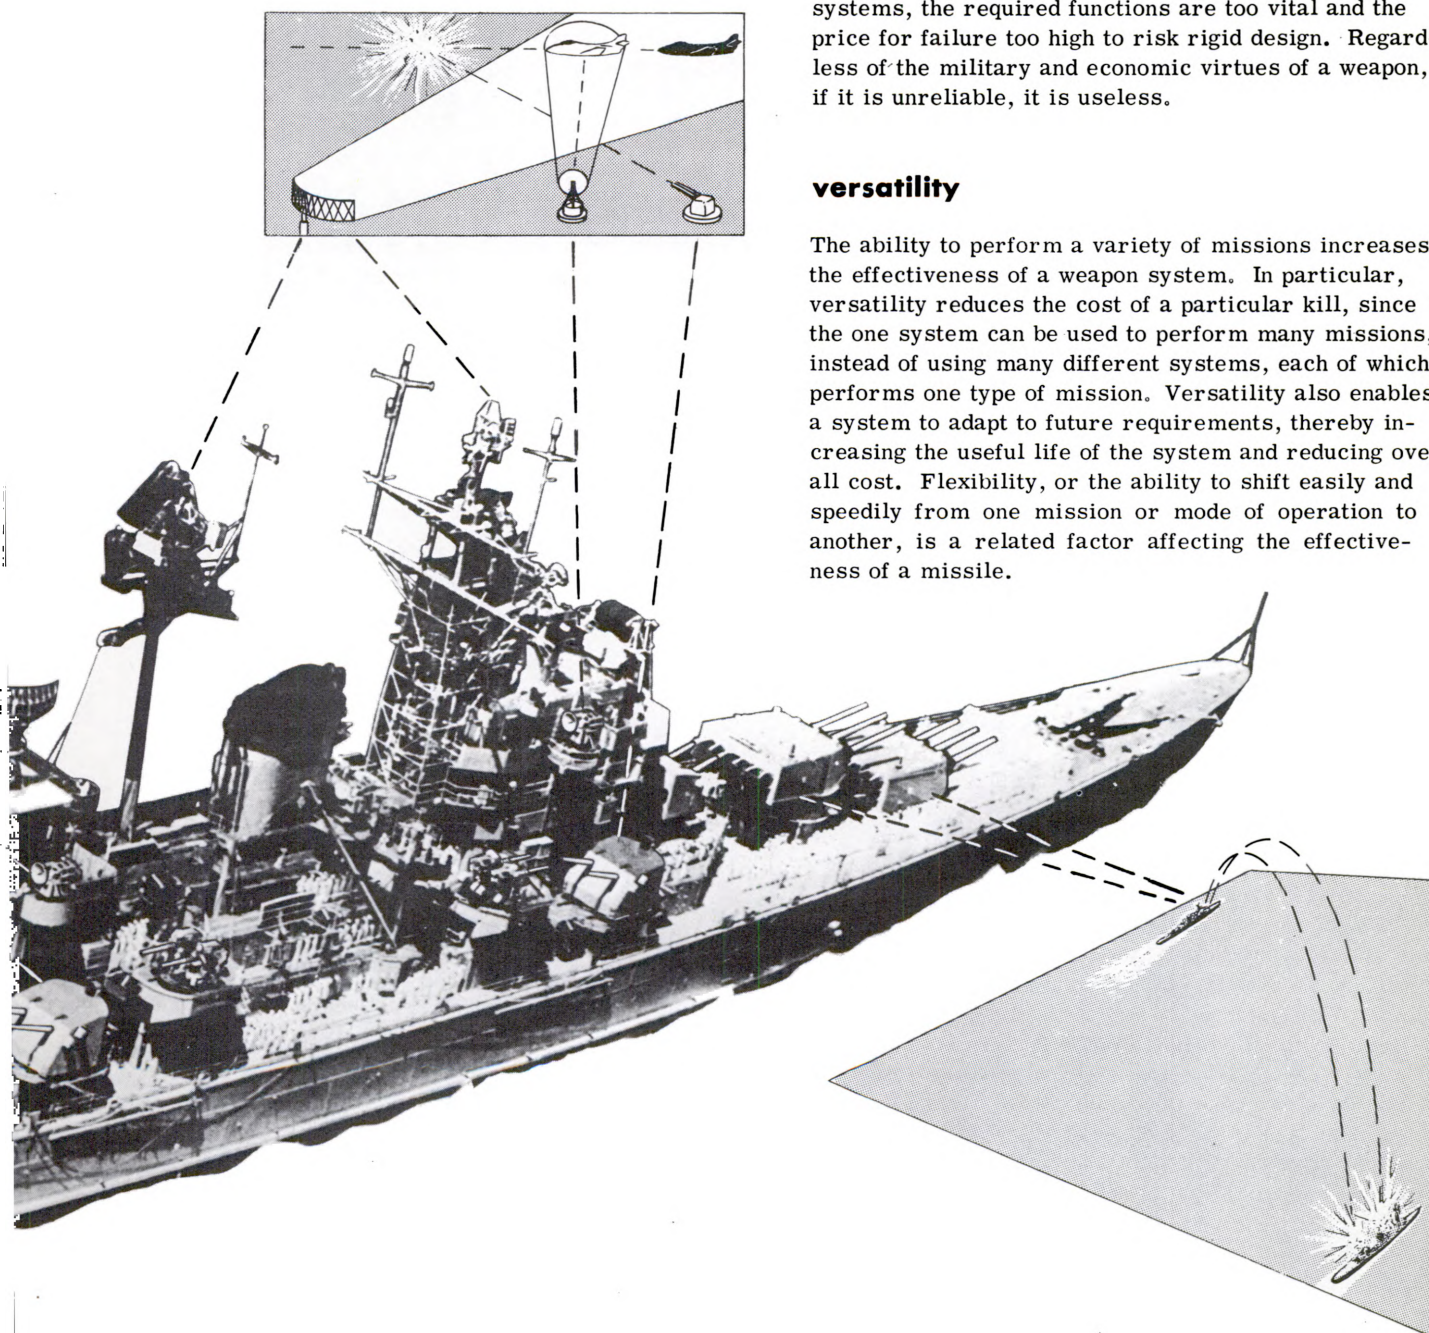 systems, the required functions are too vital and the
price for failure too high to risk rigid design. Regard
less of the military and economic virtues of a weapon,
if it is unreliable, it is useless.
versatility
The ability to perform a variety of missions increases
the effectiveness of a weapon system. In particular,
versatility reduces the cost of a particular kill, since
the one system can be used to perform many missions,
instead of using many different systems, each of which
performs one type of mission. Versatility also enables
a system to adapt to future requirements, thereby in-
creasing the useful life of the system and reducing ove
all cost. Flexibility, or the ability to shift easily and
speedily from one mission or mode of operation to
another, is a related factor affecting the effective-
ness of a missile.